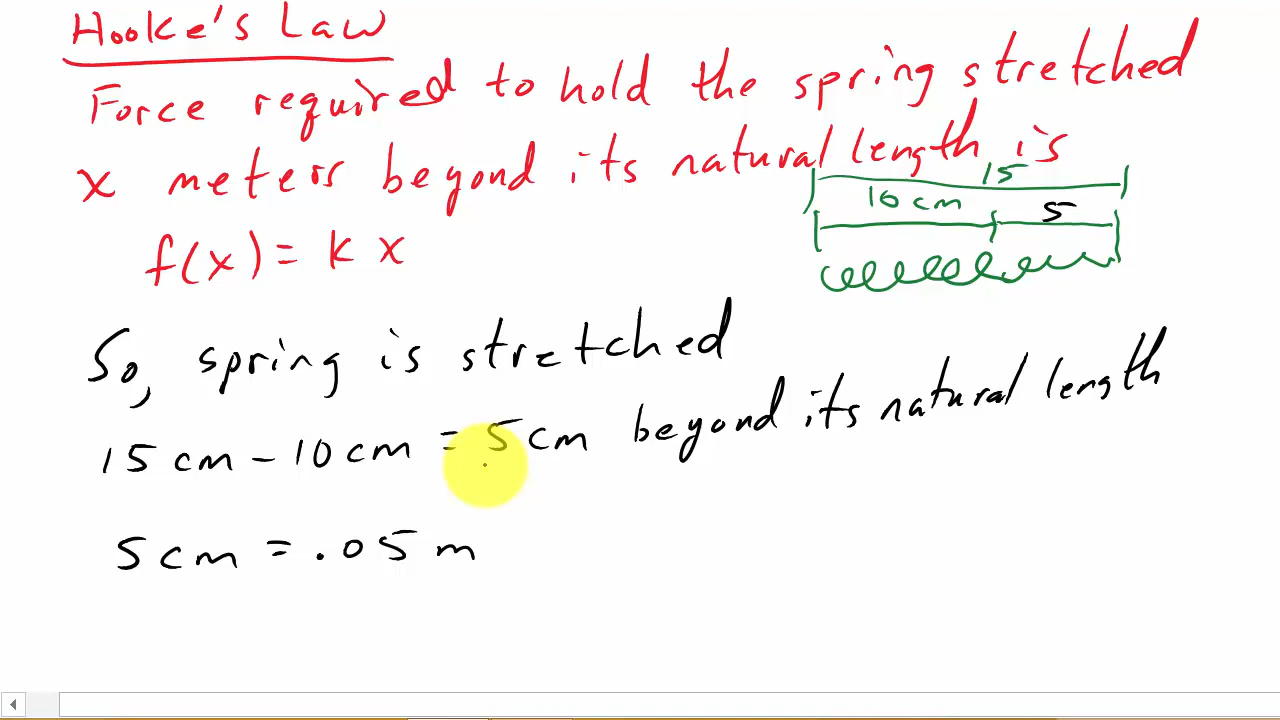 Hooke's Law
Force required to hold the spring stretched
x meters beyond its natural length is
15
10 cm 5
f(x) = k x
So, spring is stretched
15 cm - 10 cm = 5 cm beyond its natural length
5 cm = .05 m